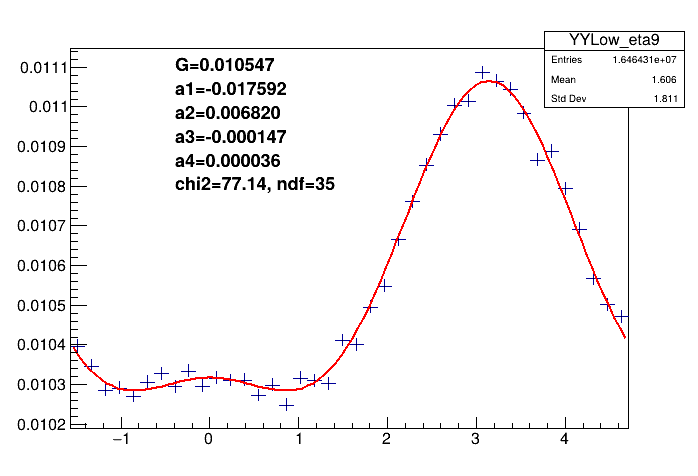 YYLow_eta9
Entries 1.646431e+07
Mean 1.606
Std Dev 1.811
G=0.010547
a1=-0.017592
a2=0.006820
a3=-0.000147
a4=0.000036
chi2=77.14, ndf=35
0.0111
0.011
0.0109
0.0108
0.0107
0.0106
0.0105
0.0104
0.0103
0.0102
−1 0 1 2 3 4